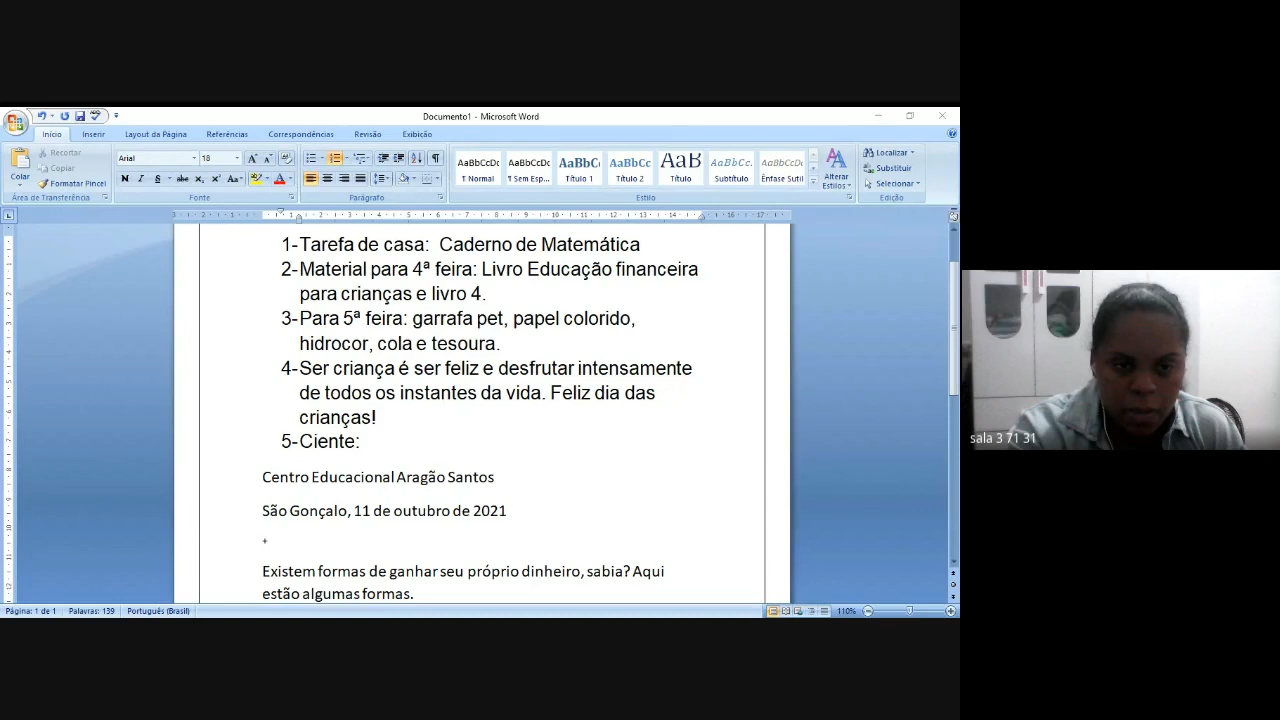 Documento1 - Microsoft Word
Início Inserir Layout da Página Referências Correspondências Revisão Exibição
Colar
Recortar
Copiar
Formatar Pincel
Área de Transferência
Arial 18
N I S abc x₂ x² Aa
Fonte
Parágrafo
AaBbCcDc AaBbCcDc AaBbC AaBbCc AaB AaBbCc. AaBbCcDc
¶ Normal ¶ Sem Esp... Título 1 Título 2 Título Subtítulo Ênfase Sutil
Alterar Estilos
Estilo
Localizar
Substituir
Selecionar
Edição
1-Tarefa de casa: Caderno de Matemática
2-Material para 4ª feira: Livro Educação financeira
para crianças e livro 4.
3-Para 5ª feira: garrafa pet, papel colorido,
hidrocor, cola e tesoura.
4-Ser criança é ser feliz e desfrutar intensamente
de todos os instantes da vida. Feliz dia das
crianças!
5-Ciente:
Centro Educacional Aragão Santos
São Gonçalo, 11 de outubro de 2021
+
Existem formas de ganhar seu próprio dinheiro, sabia? Aqui
estão algumas formas.
Página: 1 de 1 Palavras: 139 Português (Brasil) 110%
sala 3 71 31